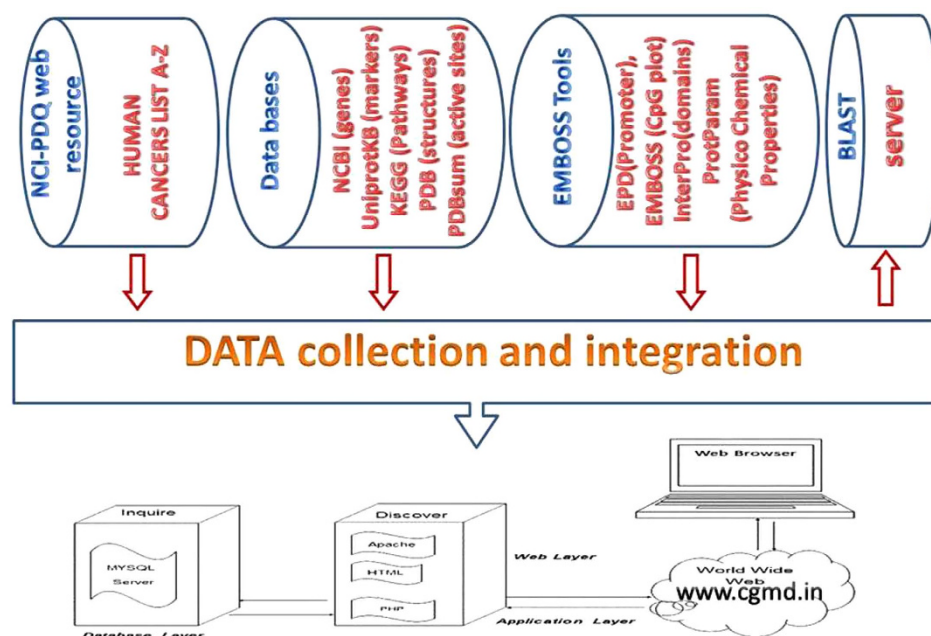 NCI-PDQ web
resource
HUMAN
CANCERS LIST A-Z
Data bases
NCBI (genes)
UniprotKB (markers)
KEGG (Pathways)
PDB (structures)
PDBsum (active sites)
EMBOSS Tools
EPD(Promoter),
EMBOSS (CpG plot)
InterPro(domains)
ProtParam
(Physico Chemical
Properties)
BLAST
server
DATA collection and integration
Web Browser
Inquire
MYSQL
Server
Discover
Apache
HTML
PHP
Web Layer
World Wide
Web
www.cgmd.in
Application Layer
Database Layer